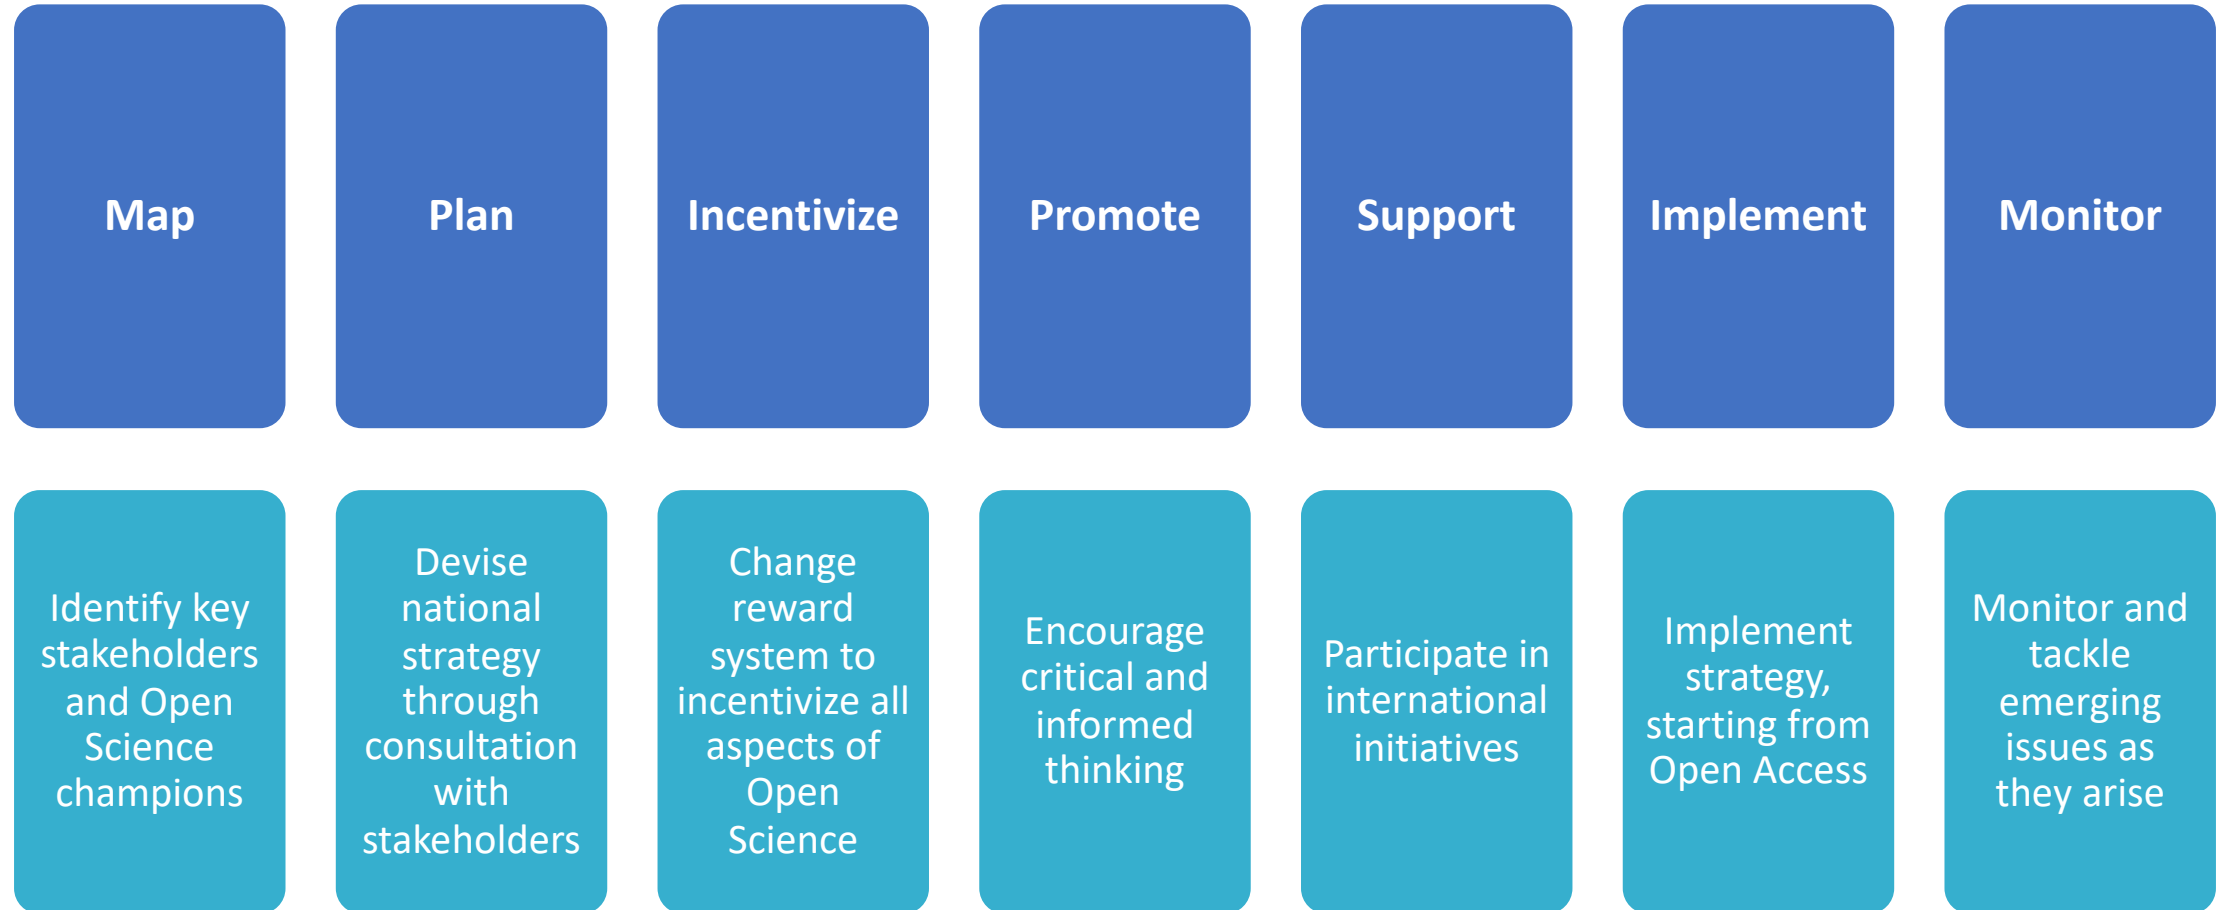 Map
Plan
Incentivize
Promote
Support
Implement
Monitor
Identify key
stakeholders
and Open
Science
champions
Devise
national
strategy
through
consultation
with
stakeholders
Change
reward
system to
incentivize all
aspects of
Open
Science
Encourage
critical and
informed
thinking
Participate in
international
initiatives
Implement
strategy,
starting from
Open Access
Monitor and
tackle
emerging
issues as
they arise